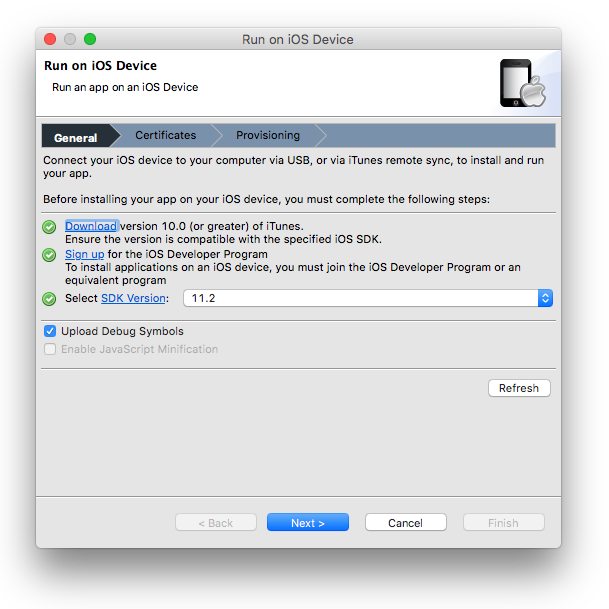 Run on iOS Device
Run on iOS Device
Run an app on an iOS Device
General Certificates Provisioning
Connect your iOS device to your computer via USB, or via iTunes remote sync, to install and run
your app.
Before installing your app on your iOS device, you must complete the following steps:
Download version 10.0 (or greater) of iTunes.
Ensure the version is compatible with the specified iOS SDK.
Sign up for the iOS Developer Program
To install applications on an iOS device, you must join the iOS Developer Program or an
equivalent program
Select SDK Version: 11.2
Upload Debug Symbols
Enable JavaScript Minification
Refresh
< Back Next > Cancel Finish